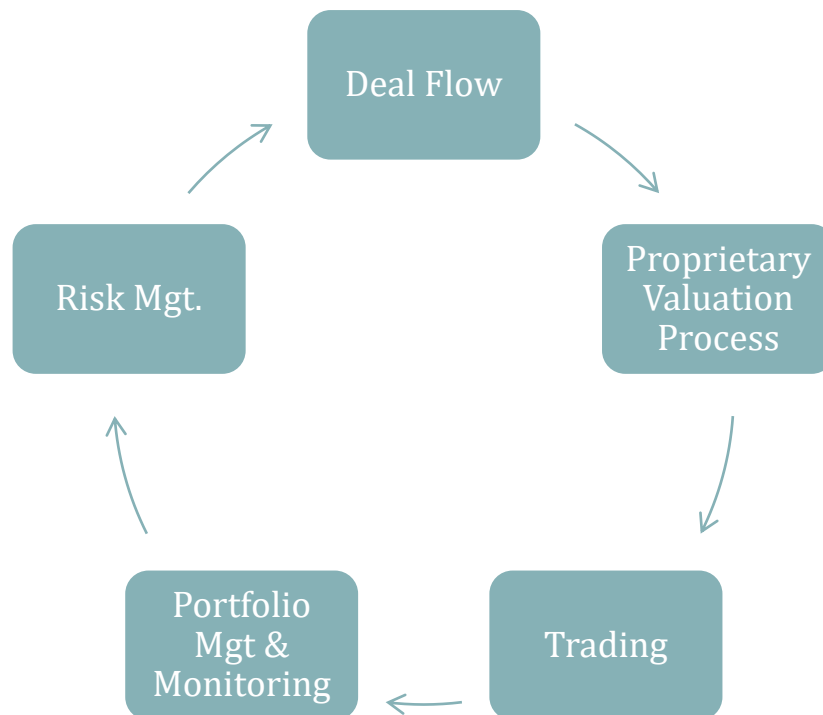 Deal Flow
Proprietary
Valuation
Process
Trading
Portfolio
Mgt &
Monitoring
Risk Mgt.